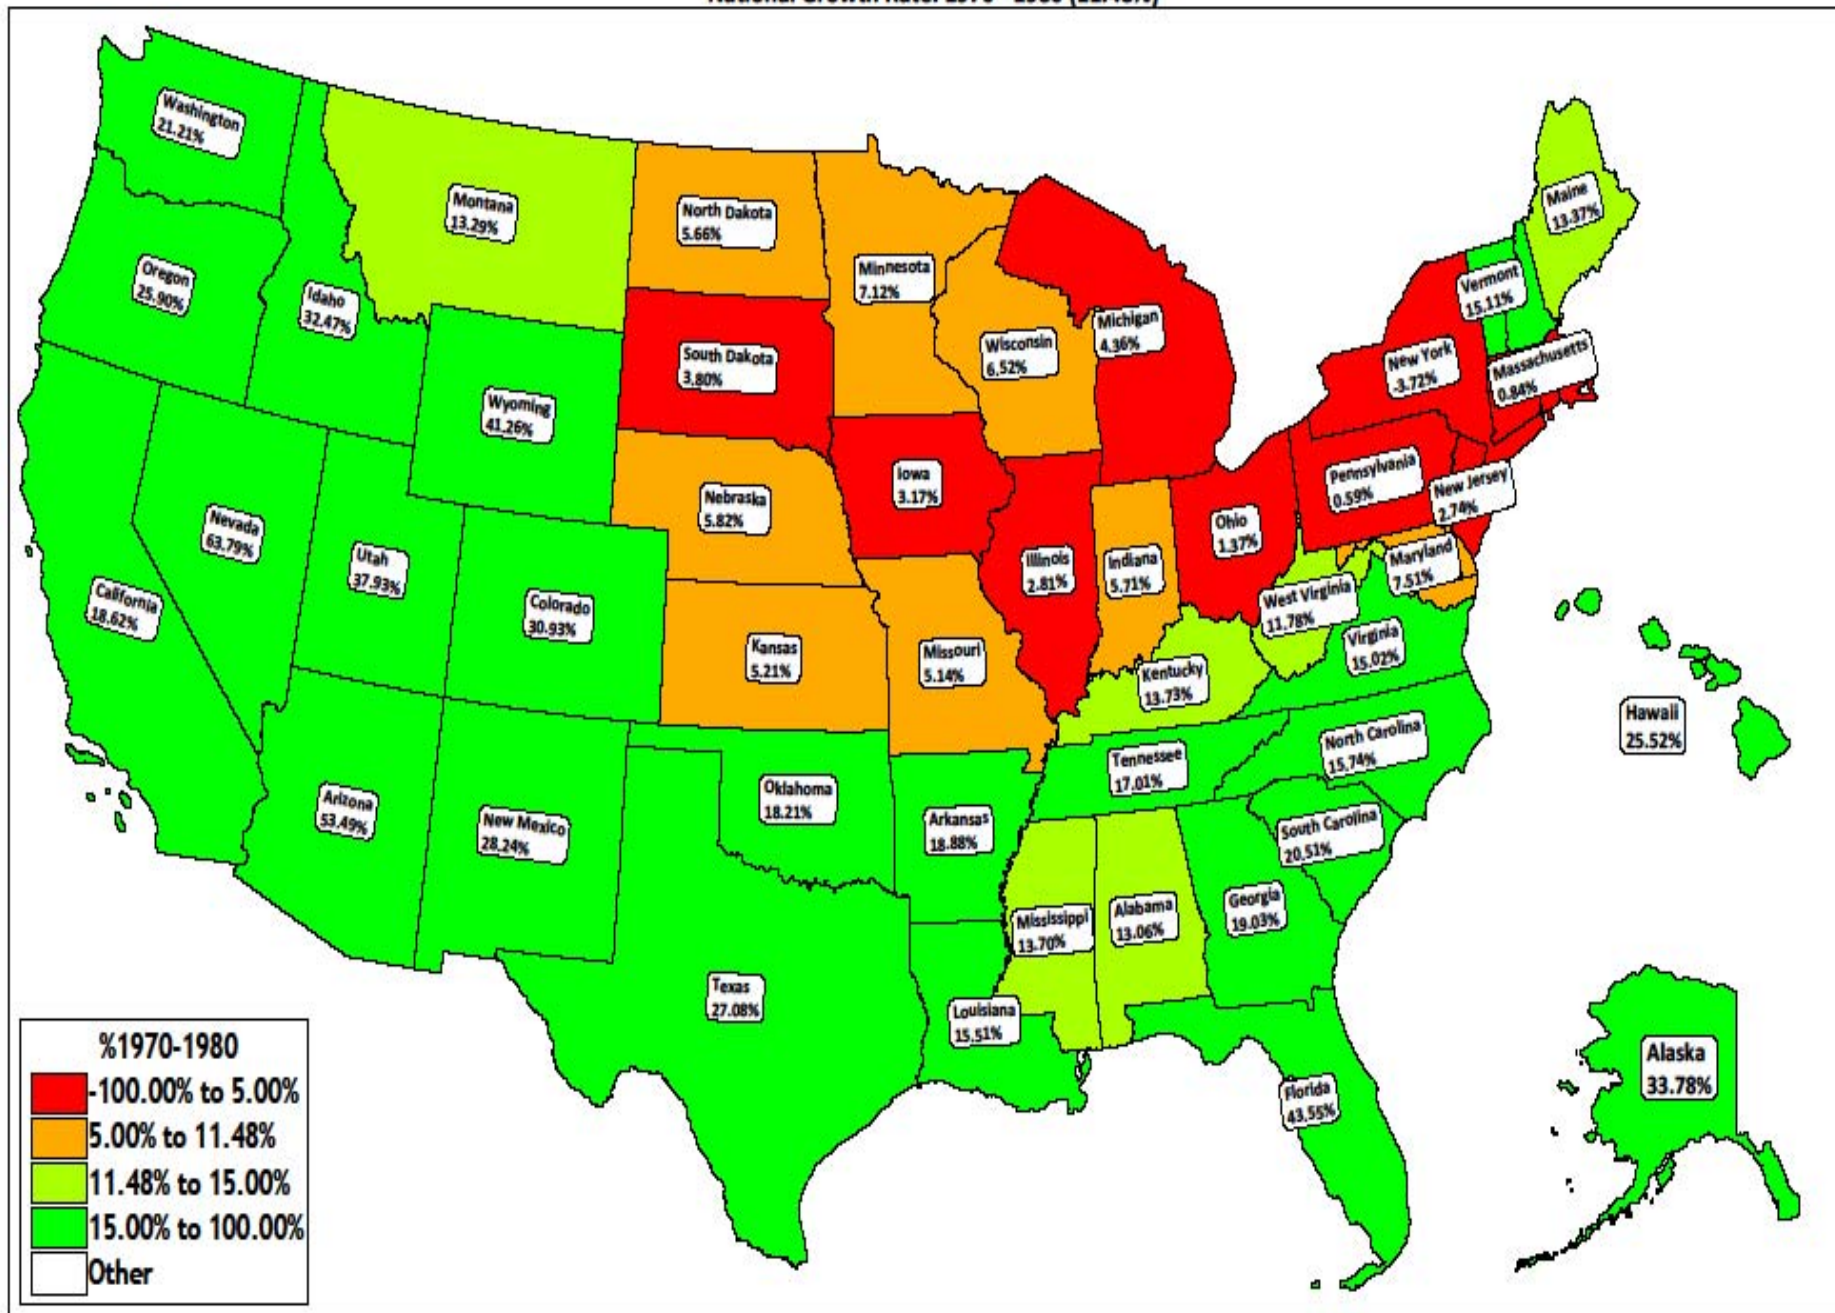 Washington
21.21%
Montana
13.29%
North Dakota
5.66%
Minnesota
7.12%
Maine
13.37%
Oregon
25.90%
Idaho
32.47%
Vermont
15.11%
Wisconsin
6.52%
Michigan
4.36%
South Dakota
3.80%
New York
-3.72%
Massachusetts
0.84%
Wyoming
41.26%
Iowa
3.17%
Pennsylvania
0.59%
New Jersey
2.74%
Nebraska
5.82%
Nevada
63.79%
Utah
37.93%
Ohio
1.37%
Illinois
2.81%
Indiana
5.71%
Maryland
7.51%
California
18.62%
Colorado
30.93%
West Virginia
11.78%
Kansas
5.21%
Missouri
5.14%
Virginia
15.02%
Kentucky
13.73%
Hawaii
25.52%
Arizona
53.49%
New Mexico
28.24%
Oklahoma
18.21%
Arkansas
18.88%
Tennessee
17.01%
North Carolina
15.74%
South Carolina
20.51%
Mississippi
13.70%
Alabama
13.06%
Georgia
19.03%
Texas
27.08%
Louisiana
15.51%
Florida
43.55%
Alaska
33.78%
%1970-1980
-100.00% to 5.00%
5.00% to 11.48%
11.48% to 15.00%
15.00% to 100.00%
Other